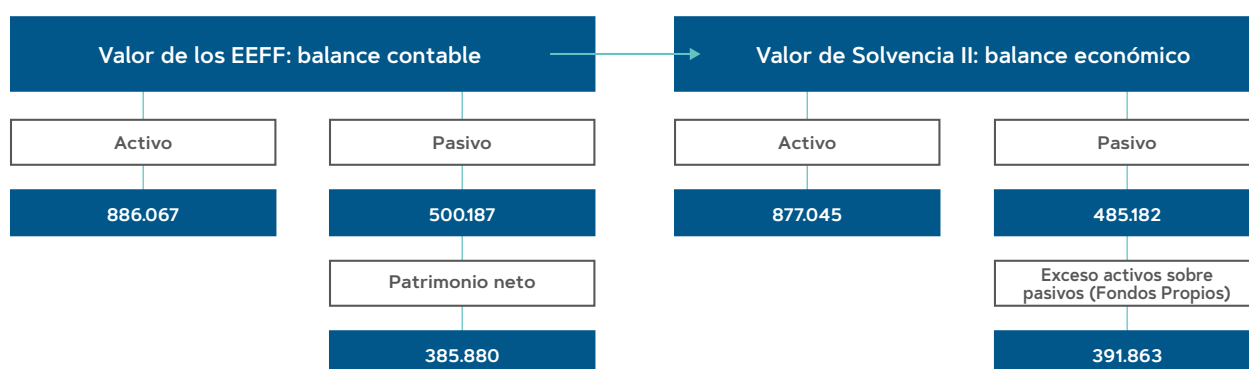 Valor de los EEFF: balance contable
Valor de Solvencia II: balance económico
Activo
Pasivo
Activo
Pasivo
886.067
500.187
877.045
485.182
Patrimonio neto
Exceso activos sobre
pasivos (Fondos Propios)
385.880
391.863